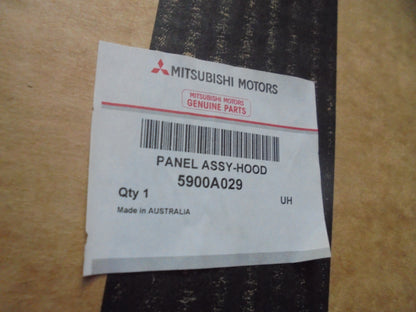 MITSUBISHI MOTORS
MITSUBISHI MOTORS
GENUINE PARTS
PANEL ASSY-HOOD
5900A029
Qty 1 UH
Made in AUSTRALIA